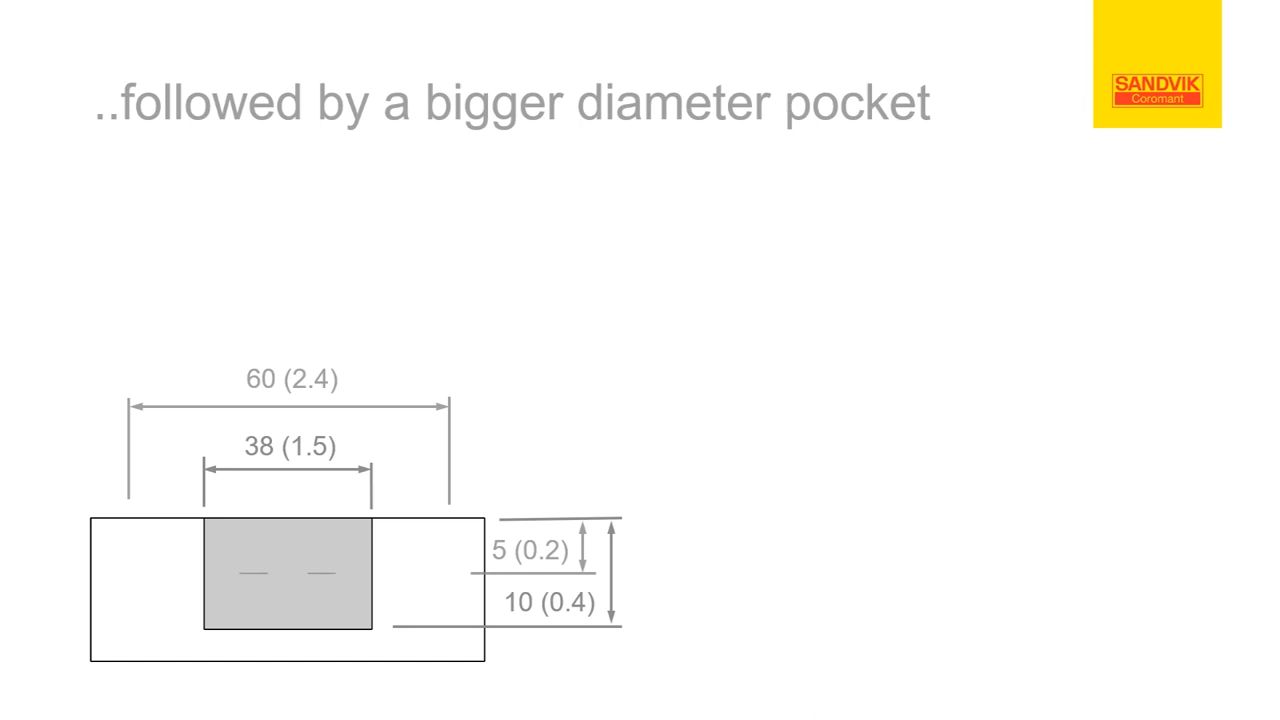 ..followed by a bigger diameter pocket
SANDVIK
Coromant
60 (2.4)
38 (1.5)
5 (0.2)
10 (0.4)